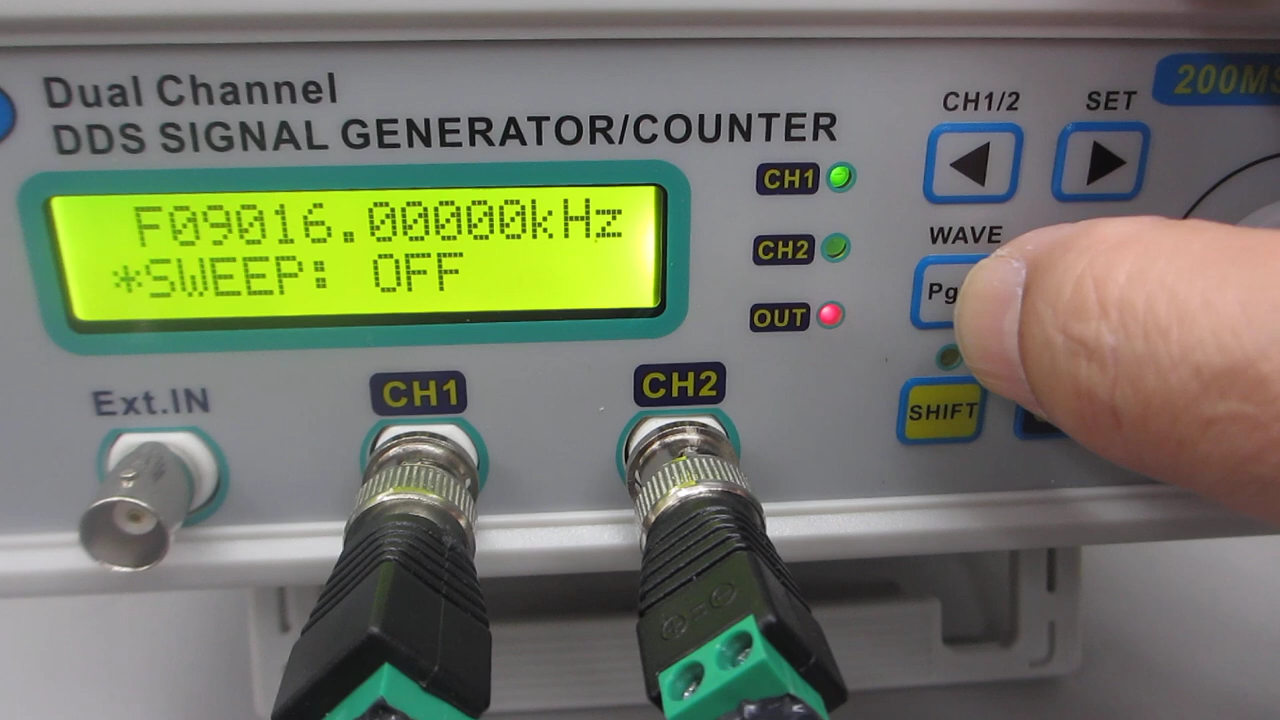 Dual Channel
DDS SIGNAL GENERATOR/COUNTER
F09016.00000kHz
*SWEEP: OFF
CH1
CH2
OUT
CH1/2
SET
WAVE
Pg
SHIFT
Ext.IN
CH1
CH2